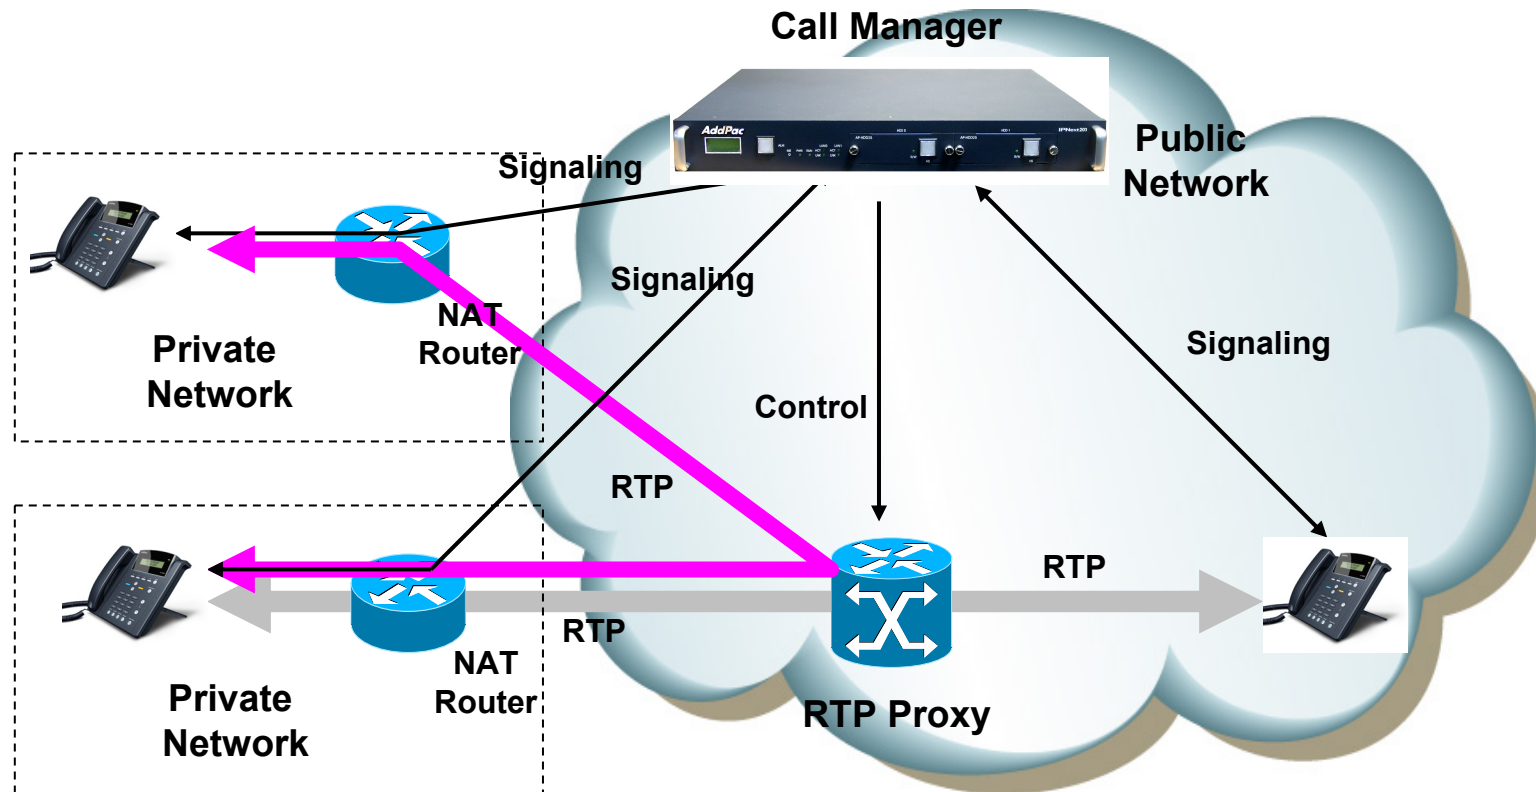 Call Manager
AddPac
IPNext200
Public
Network
Signaling
Signaling
NAT
Router
Private
Network
Signaling
Control
RTP
RTP
RTP
NAT
Router
Private
Network
RTP Proxy